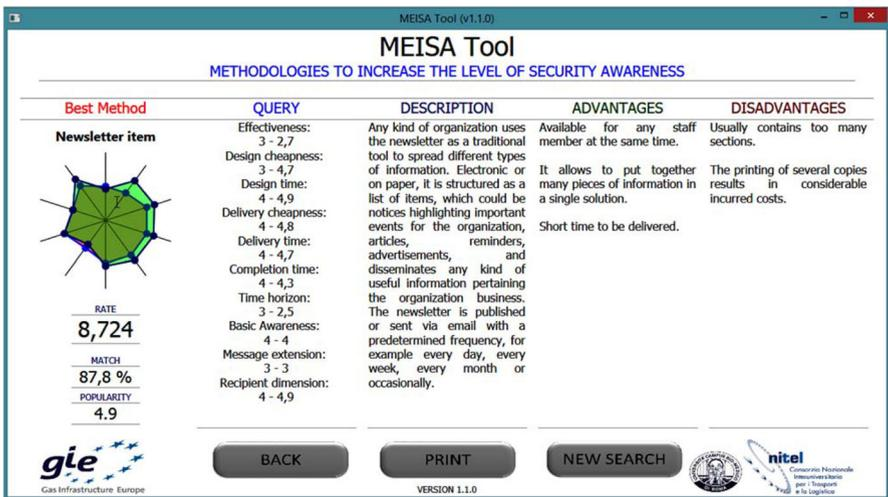 MEISA Tool (v1.1.0)
MEISA Tool
METHODOLOGIES TO INCREASE THE LEVEL OF SECURITY AWARENESS
Best Method
Newsletter item
RATE
8,724
MATCH
87,8 %
POPULARITY
4.9
QUERY
Effectiveness:
3 - 2,7
Design cheapness:
3 - 4,7
Design time:
4 - 4,9
Delivery cheapness:
4 - 4,8
Delivery time:
4 - 4,7
Completion time:
4 - 4,3
Time horizon:
3 - 2,5
Basic Awareness:
4 - 4
Message extension:
3 - 3
Recipient dimension:
4 - 4,9
DESCRIPTION
Any kind of organization uses
the newsletter as a traditional
tool to spread different types
of information. Electronic or
on paper, it is structured as a
list of items, which could be
notices highlighting important
events for the organization,
articles, reminders,
advertisements, and
disseminates any kind of
useful information pertaining
the organization business.
The newsletter is published
or sent via email with a
predetermined frequency, for
example every day, every
week, every month or
occasionally.
ADVANTAGES
Available for any staff
member at the same time.
It allows to put together
many pieces of information in
a single solution.
Short time to be delivered.
DISADVANTAGES
Usually contains too many
sections.
The printing of several copies
results in considerable
incurred costs.
gie
Gas Infrastructure Europe
BACK
PRINT
NEW SEARCH
VERSION 1.1.0
nitel
Consorzio Nazionale
Interuniversitario
per i Trasporti
e la Logistica